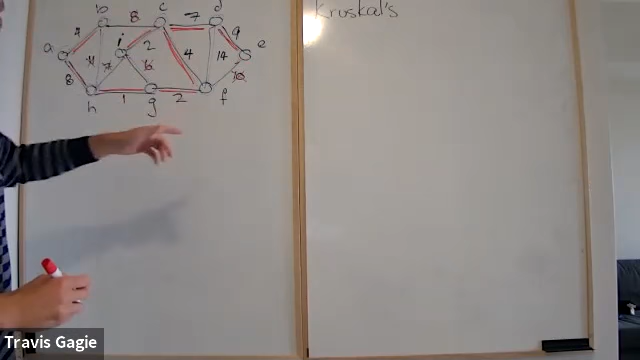 Kruskal's
b 8 c 7 d
4 9
a i 2 e
11 7 6 4 14
8 10
h 1 g 2 f
Travis Gagie